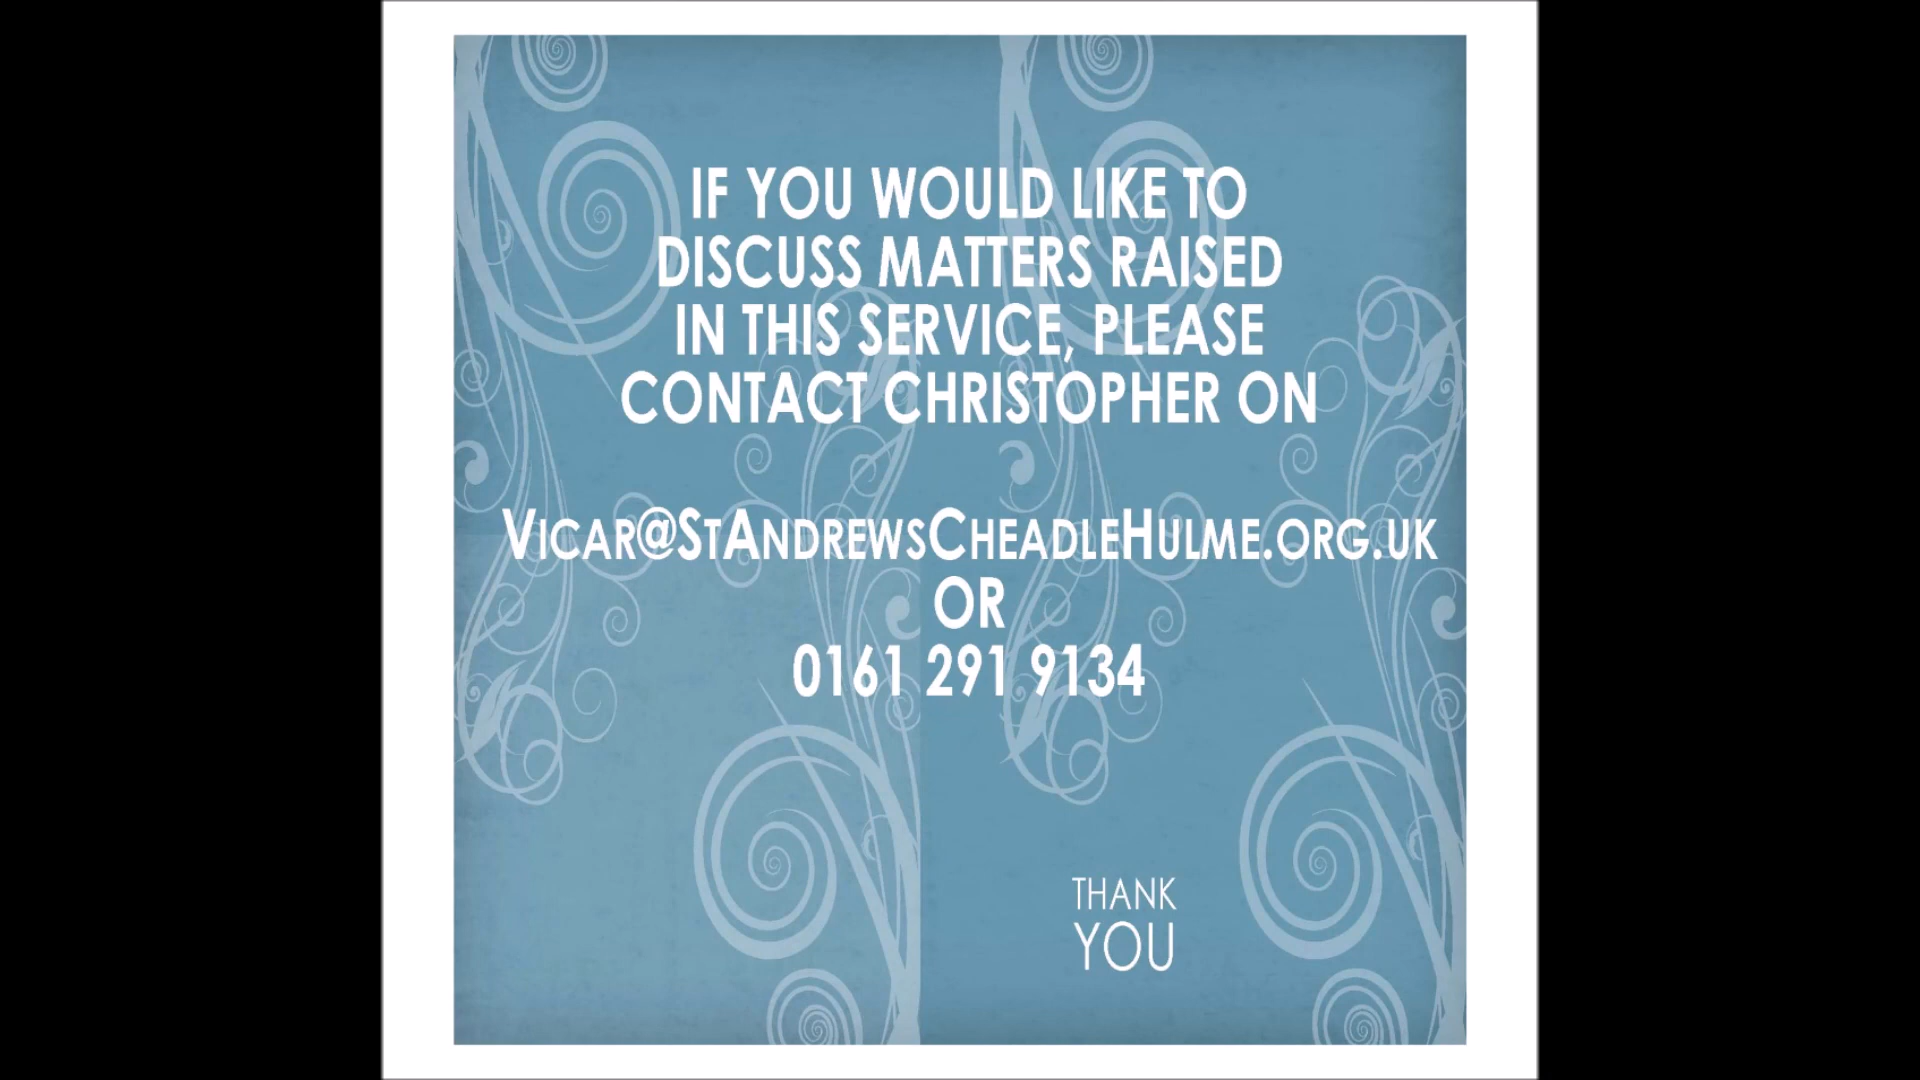 IF YOU WOULD LIKE TO
DISCUSS MATTERS RAISED
IN THIS SERVICE, PLEASE
CONTACT CHRISTOPHER ON
VICAR@STANDREWSCHEADLEHULME.ORG.UK
OR
0161 291 9134
THANK
YOU